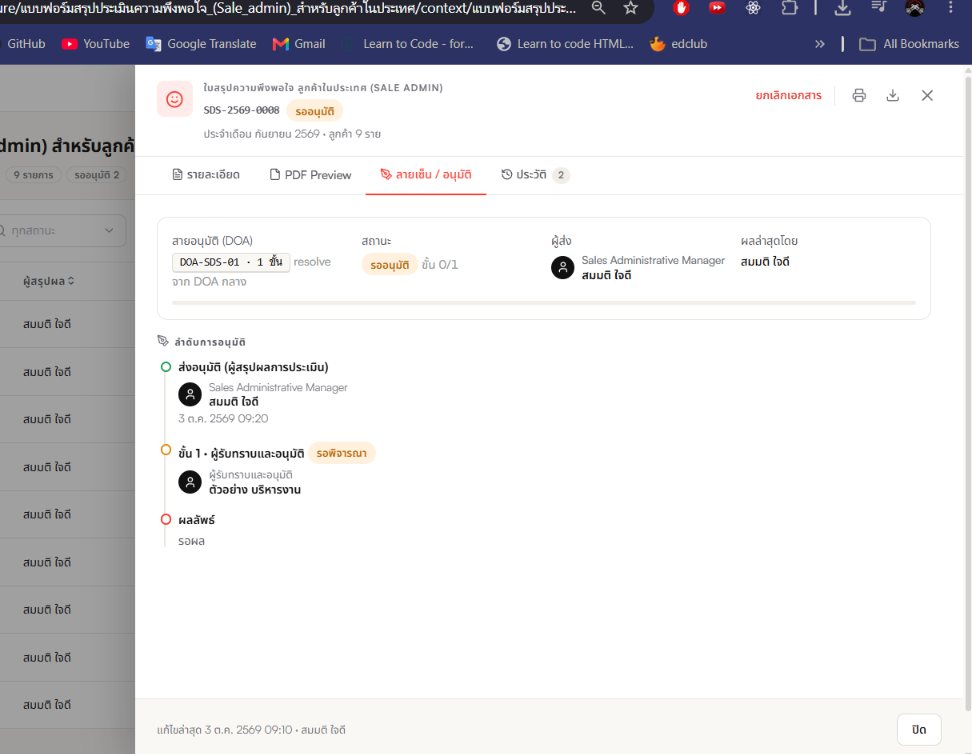 ure/แบบฟอร์มสรุปประเมินความพึงพอใจ_(Sale_admin)_สำหรับลูกค้าในประเทศ/context/แบบฟอร์มสรุปประ...
GitHub YouTube Google Translate Gmail Learn to Code - for... Learn to code HTML... edclub » All Bookmarks
ใบสรุปความพึงพอใจ ลูกค้าในประเทศ (SALE ADMIN)
SDS-2569-0008 รออนุมัติ
ประจำเดือน กันยายน 2569 • ลูกค้า 9 ราย
ยกเลิกเอกสาร
dmin) สำหรับลูกค้
9 รายการ รออนุมัติ 2
ทุกสถานะ
ผู้สรุปผล
สมมติ ใจดี
สมมติ ใจดี
สมมติ ใจดี
สมมติ ใจดี
สมมติ ใจดี
สมมติ ใจดี
สมมติ ใจดี
สมมติ ใจดี
สมมติ ใจดี
รายละเอียด PDF Preview ลายเซ็น / อนุมัติ ประวัติ 2
สายอนุมัติ (DOA)
DOA-SDS-01 · 1 ชั้น resolve
จาก DOA กลาง
สถานะ
รออนุมัติ ชั้น 0/1
ผู้ส่ง
Sales Administrative Manager
สมมติ ใจดี
ผลล่าสุดโดย
สมมติ ใจดี
ลำดับการอนุมัติ
ส่งอนุมัติ (ผู้สรุปผลการประเมิน)
Sales Administrative Manager
สมมติ ใจดี
3 ต.ค. 2569 09:20
ชั้น 1 • ผู้รับทราบและอนุมัติ รอพิจารณา
ผู้รับทราบและอนุมัติ
ตัวอย่าง บริหารงาน
ผลลัพธ์
รอผล
แก้ไขล่าสุด 3 ต.ค. 2569 09:10 • สมมติ ใจดี
ปิด